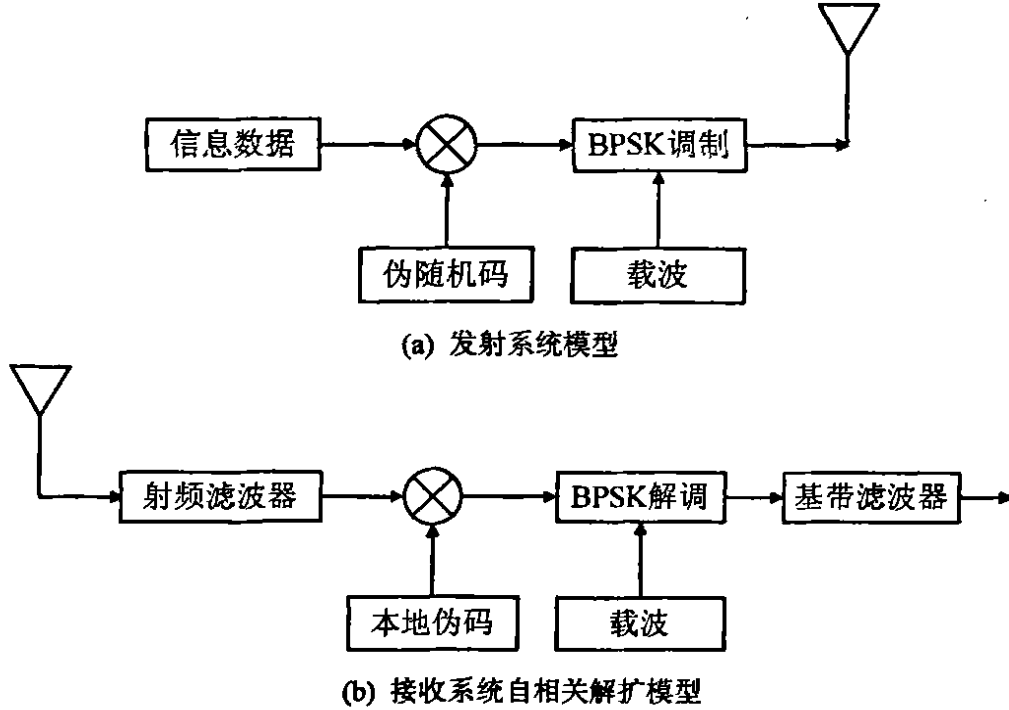 信息数据
BPSK调制
伪随机码
载波
(a) 发射系统模型
射频滤波器
BPSK解调
基带滤波器
本地伪码
载波
(b) 接收系统自相关解扩模型